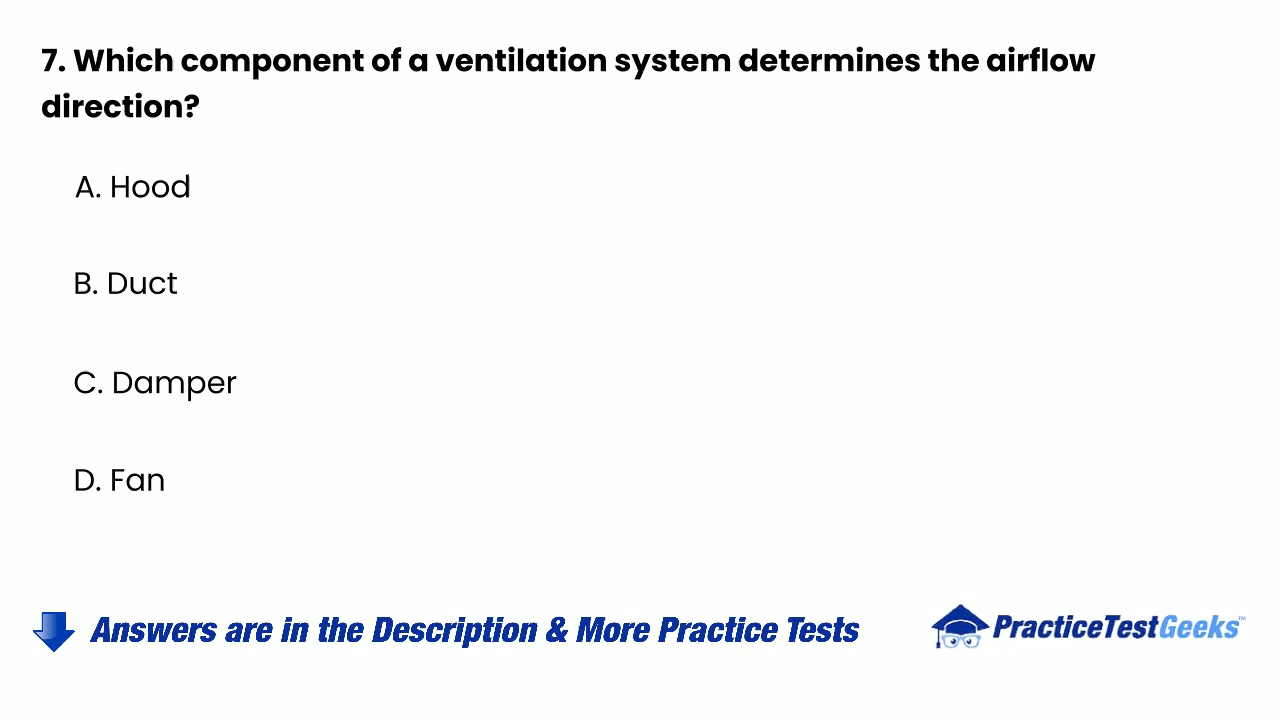 7. Which component of a ventilation system determines the airflow
direction?
A. Hood
B. Duct
C. Damper
D. Fan
Answers are in the Description & More Practice Tests
PracticeTestGeeks™